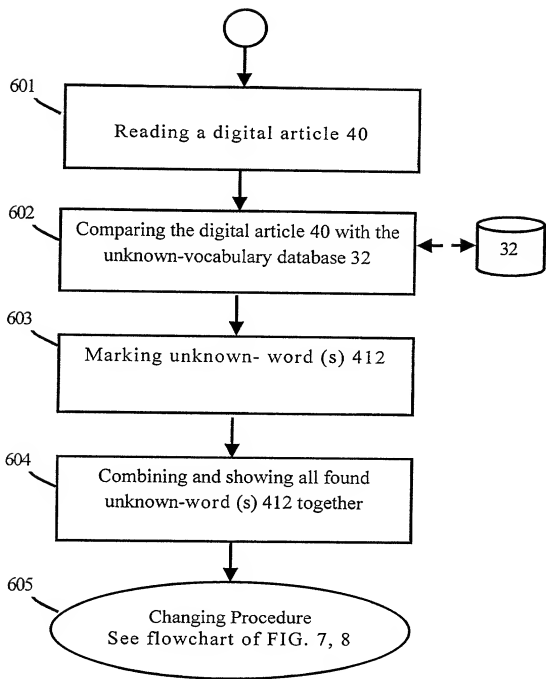 601
Reading a digital article 40
602
Comparing the digital article 40 with the
unknown-vocabulary database 32
32
603
Marking unknown- word (s) 412
604
Combining and showing all found
unknown-word (s) 412 together
605
Changing Procedure
See flowchart of FIG. 7, 8